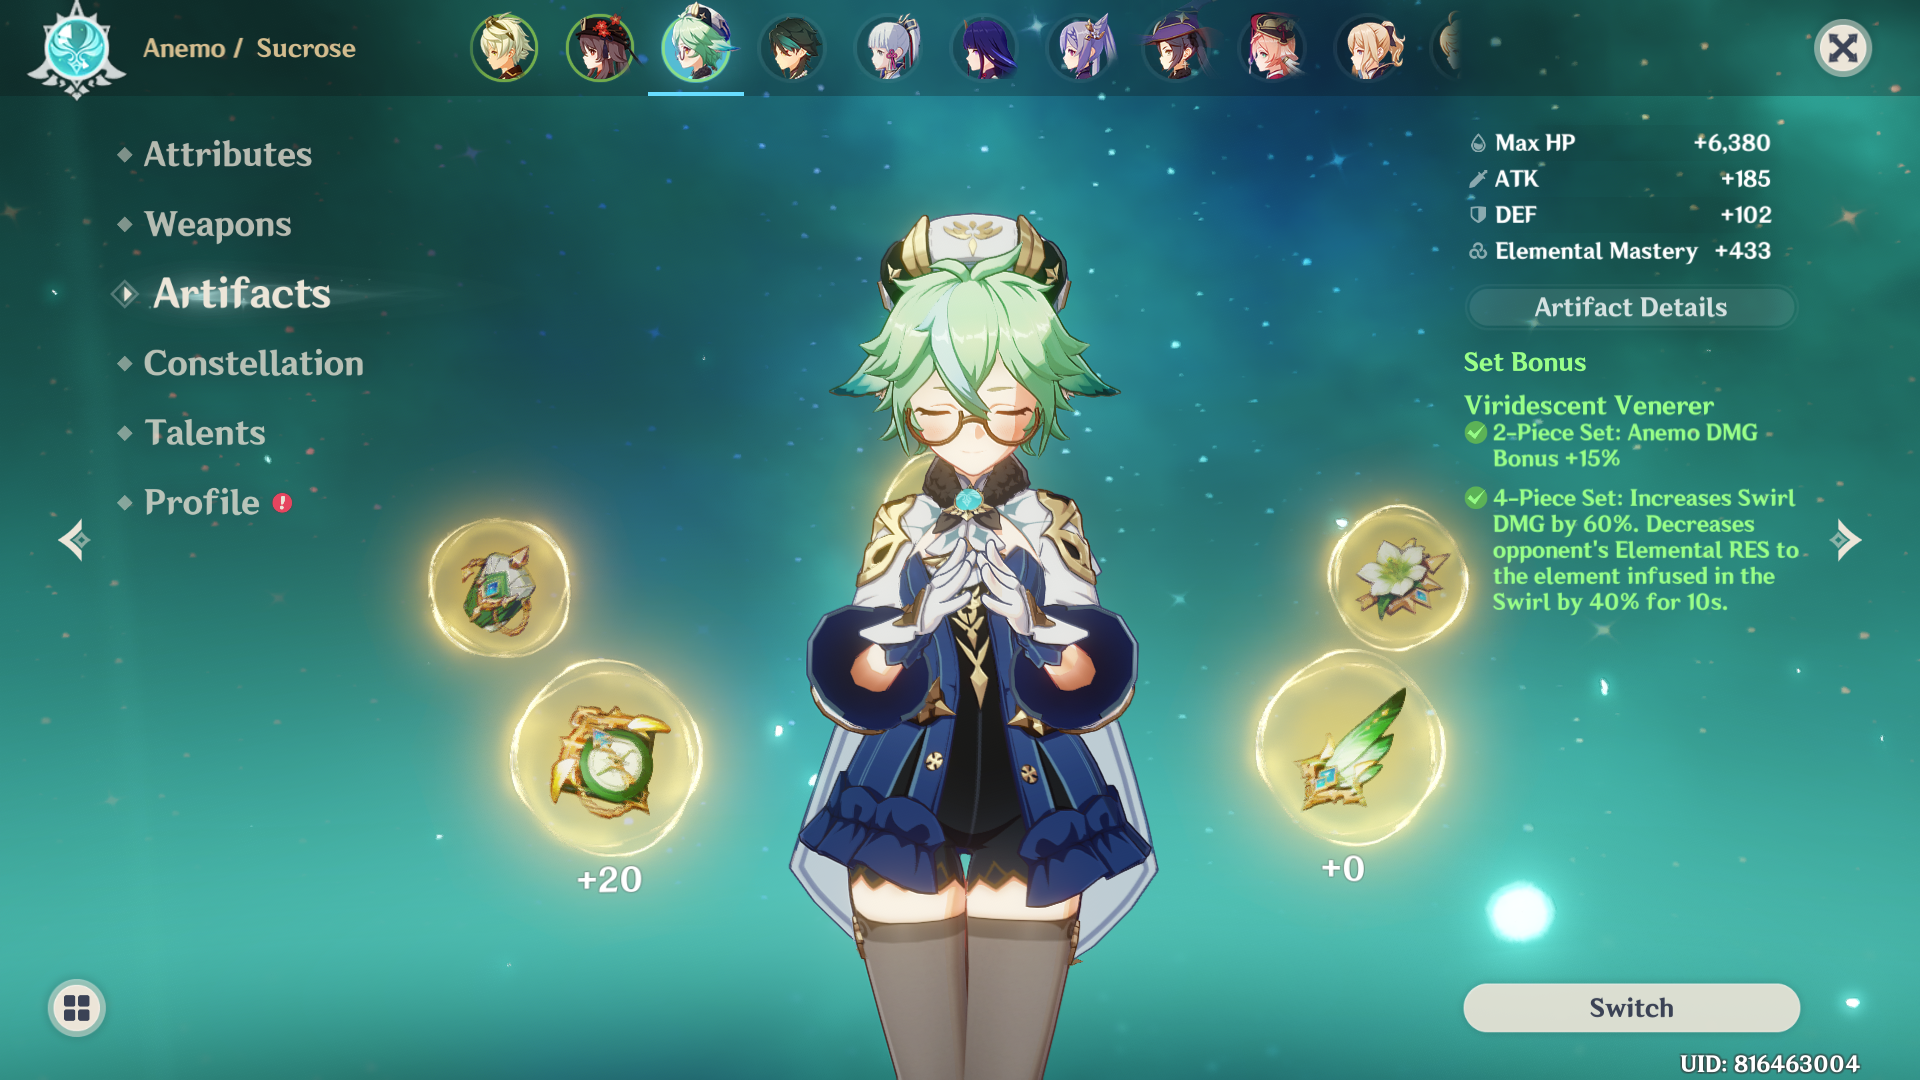 Anemo / Sucrose
Attributes
Weapons
Artifacts
Constellation
Talents
Profile
+20
+0
Max HP +6,380
ATK +185
DEF +102
Elemental Mastery +433
Artifact Details
Set Bonus
Viridescent Venerer
2-Piece Set: Anemo DMG
Bonus +15%
4-Piece Set: Increases Swirl
DMG by 60%. Decreases
opponent's Elemental RES to
the element infused in the
Swirl by 40% for 10s.
Switch
UID: 816463004